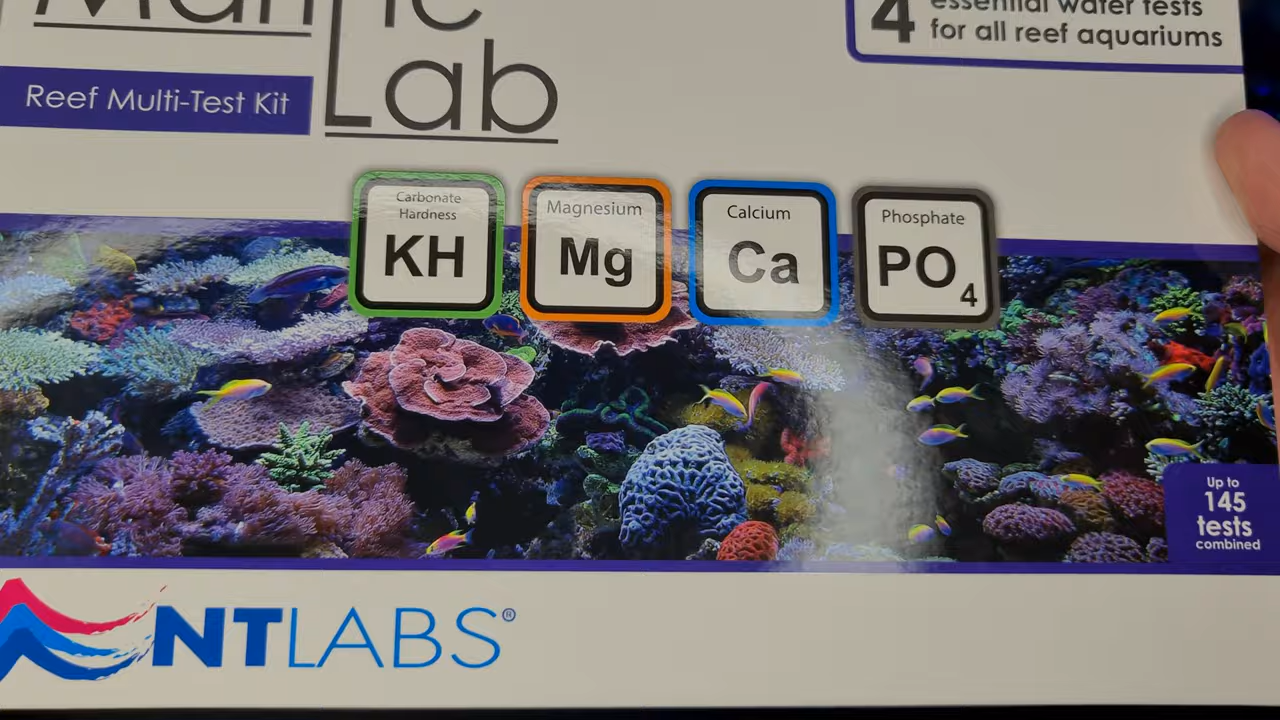 Marine
Lab
Reef Multi-Test Kit
4
essential water tests
for all reef aquariums
Carbonate
Hardness
KH
Magnesium
Mg
Calcium
Ca
Phosphate
PO4
Up to
145
tests
combined
NTLABS®